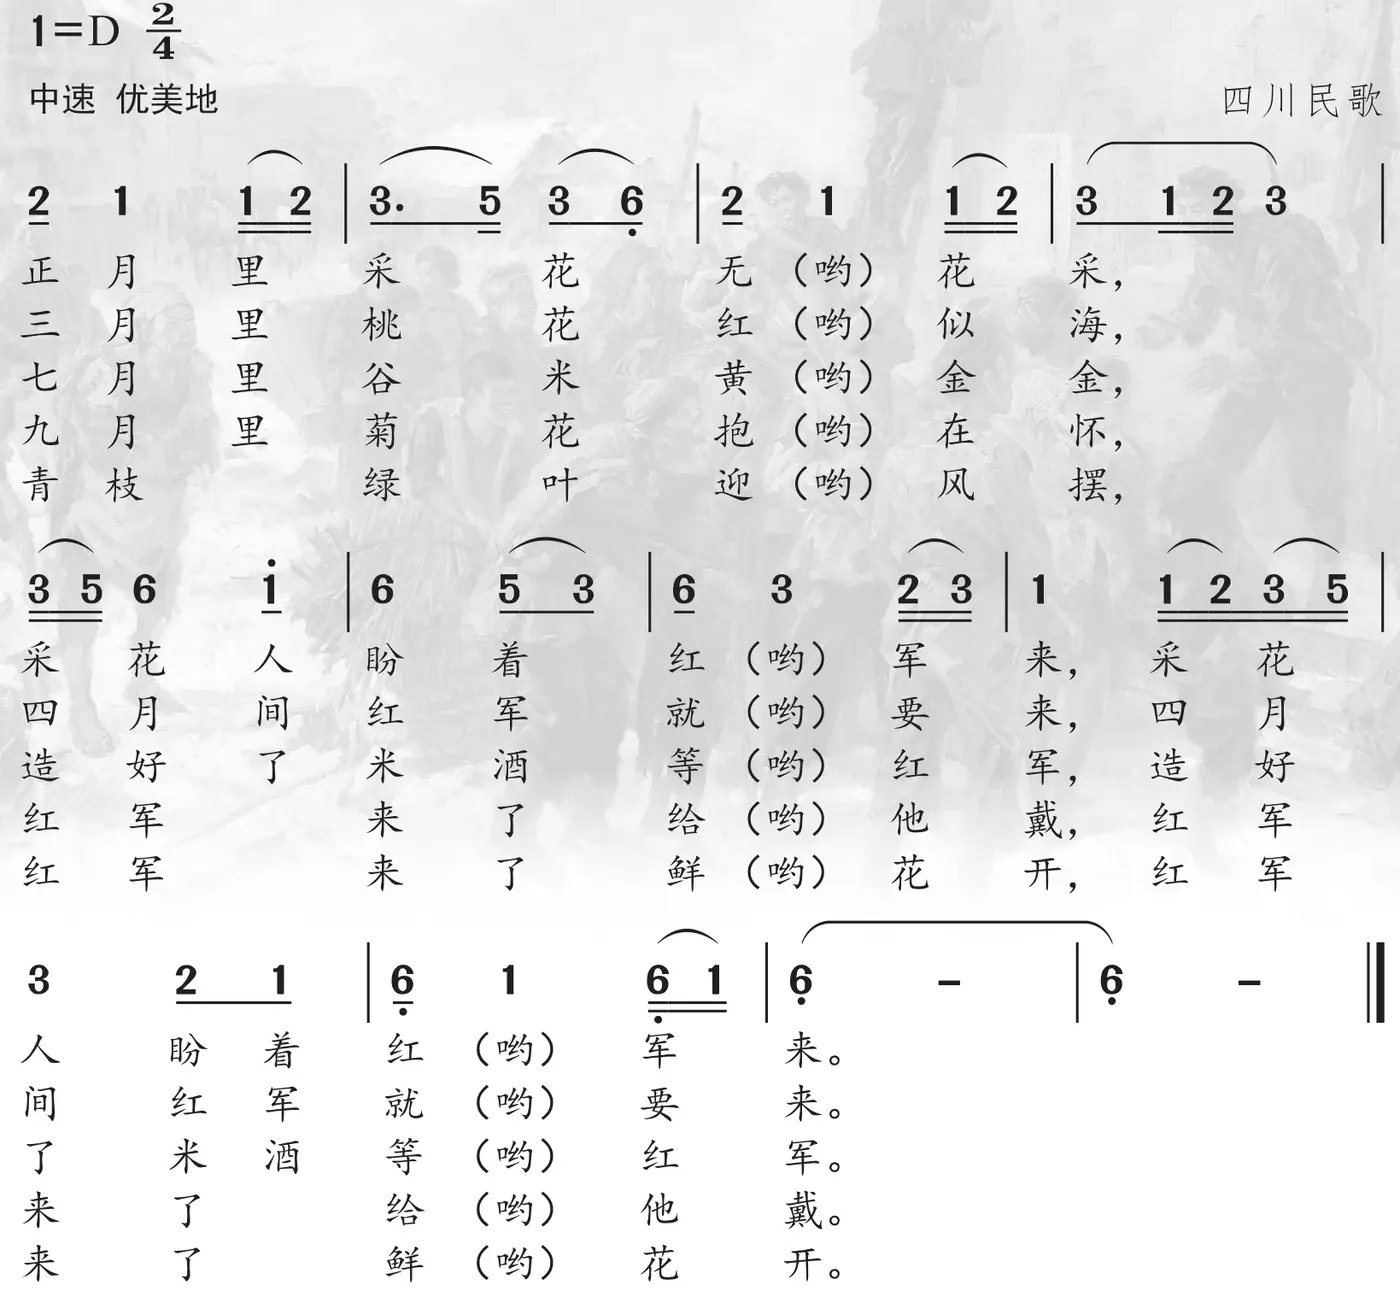 1=D 2/4
中速 优美地
四川民歌
2 1 1 2 | 3. 5 3 6 | 2 1 1 2 | 3 1 2 3 |
正 月 里 采 花 无（哟） 花 采，
三 月 里 桃 花 红（哟） 似 海，
七 月 里 谷 米 黄（哟） 金 金，
九 月 里 菊 花 抱（哟） 在 怀，
青 枝 绿 叶 迎（哟） 风 摆，
3 5 6 1 | 6 5 3 | 6 3 2 3 | 1 1 2 3 5 |
采 花 人 盼 着 红（哟） 军 来， 采 花
四 月 间 红 军 就（哟） 要 来， 四 月
造 好 了 米 酒 等（哟） 红 军， 造 好
红 军 来 了 给（哟） 他 戴， 红 军
红 军 来 了 鲜（哟） 花 开， 红 军
3 2 1 | 6 1 6 1 | 6 – | 6 –
人 盼 着 红（哟） 军 来。
间 红 军 就（哟） 要 来。
了 米 酒 等（哟） 红 军。
来 了 给（哟） 他 戴。
来 了 鲜（哟） 花 开。